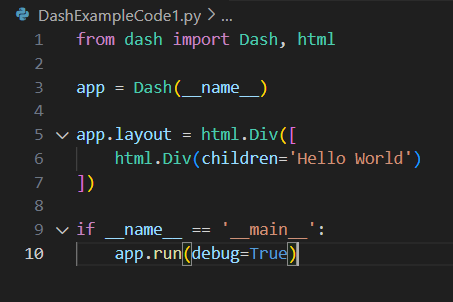 DashExampleCode1.py > ...
1 from dash import Dash, html
2
3 app = Dash(__name__)
4
5 app.layout = html.Div([
6     html.Div(children='Hello World')
7 ])
8
9 if __name__ == '__main__':
10     app.run(debug=True)